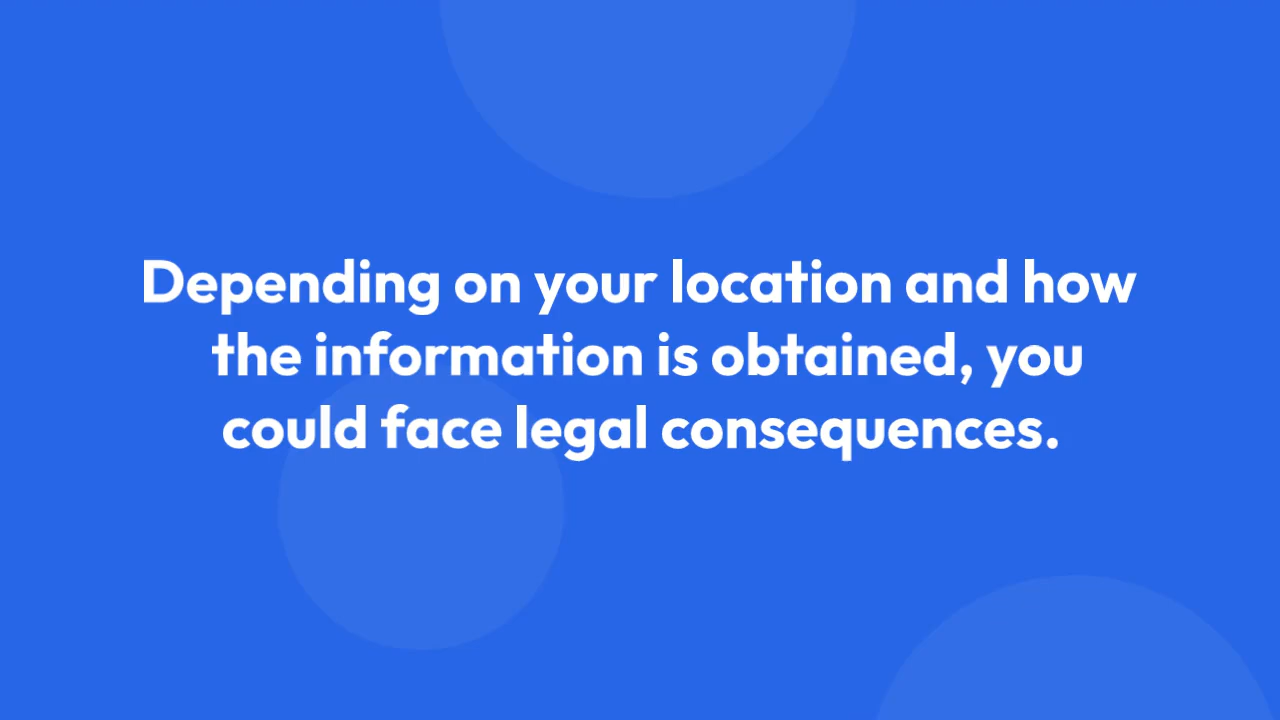 Depending on your location and how
the information is obtained, you
could face legal consequences.